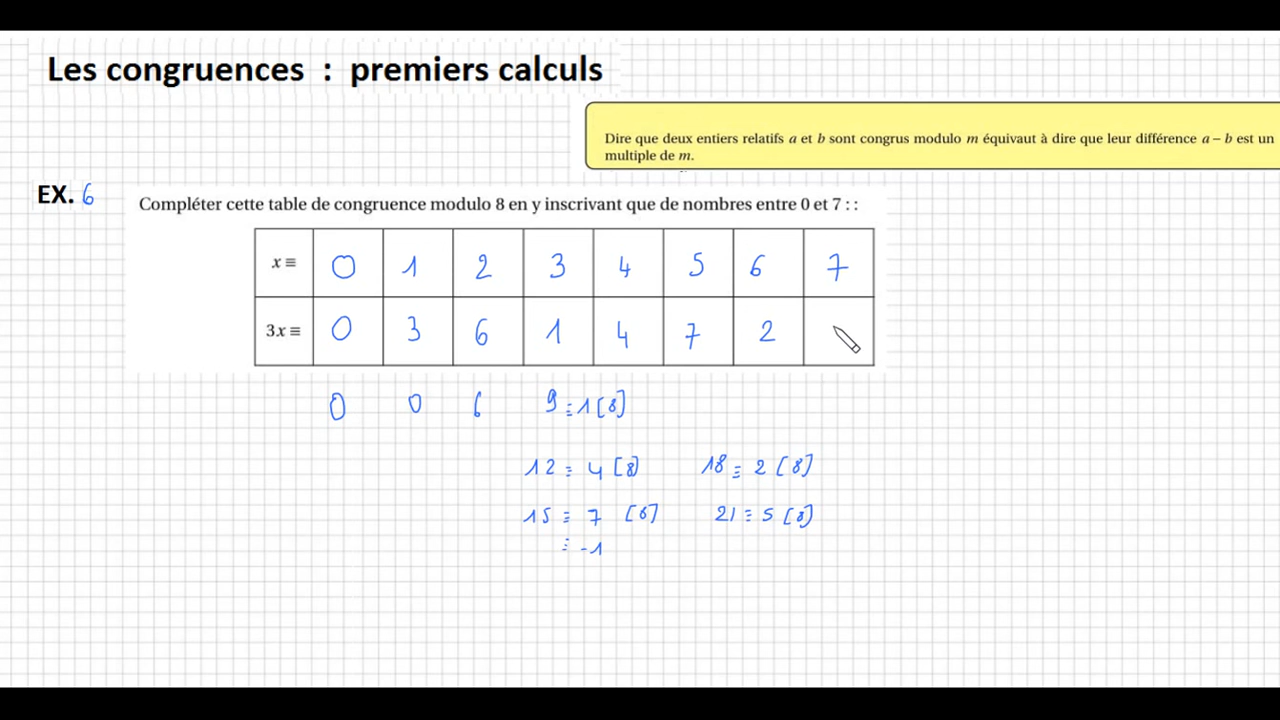 Les congruences : premiers calculs
Dire que deux entiers relatifs a et b sont congrus modulo m équivaut à dire que leur différence a – b est un
multiple de m.
EX. 6
Compléter cette table de congruence modulo 8 en y inscrivant que de nombres entre 0 et 7 : :
x ≡ 0 1 2 3 4 5 6 7
3x ≡ 0 3 6 1 4 7 2
0 0 6 9 ≡ 1 [8]
12 ≡ 4 [8] 18 ≡ 2 [8]
15 ≡ 7 [8] 21 ≡ 5 [8]
≡ -1